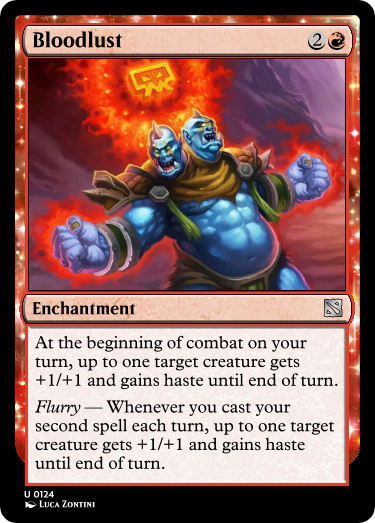 Bloodlust 2
Enchantment
At the beginning of combat on your
turn, up to one target creature gets
+1/+1 and gains haste until end of turn.
Flurry — Whenever you cast your
second spell each turn, up to one target
creature gets +1/+1 and gains haste
until end of turn.
U 0124
Luca Zontini